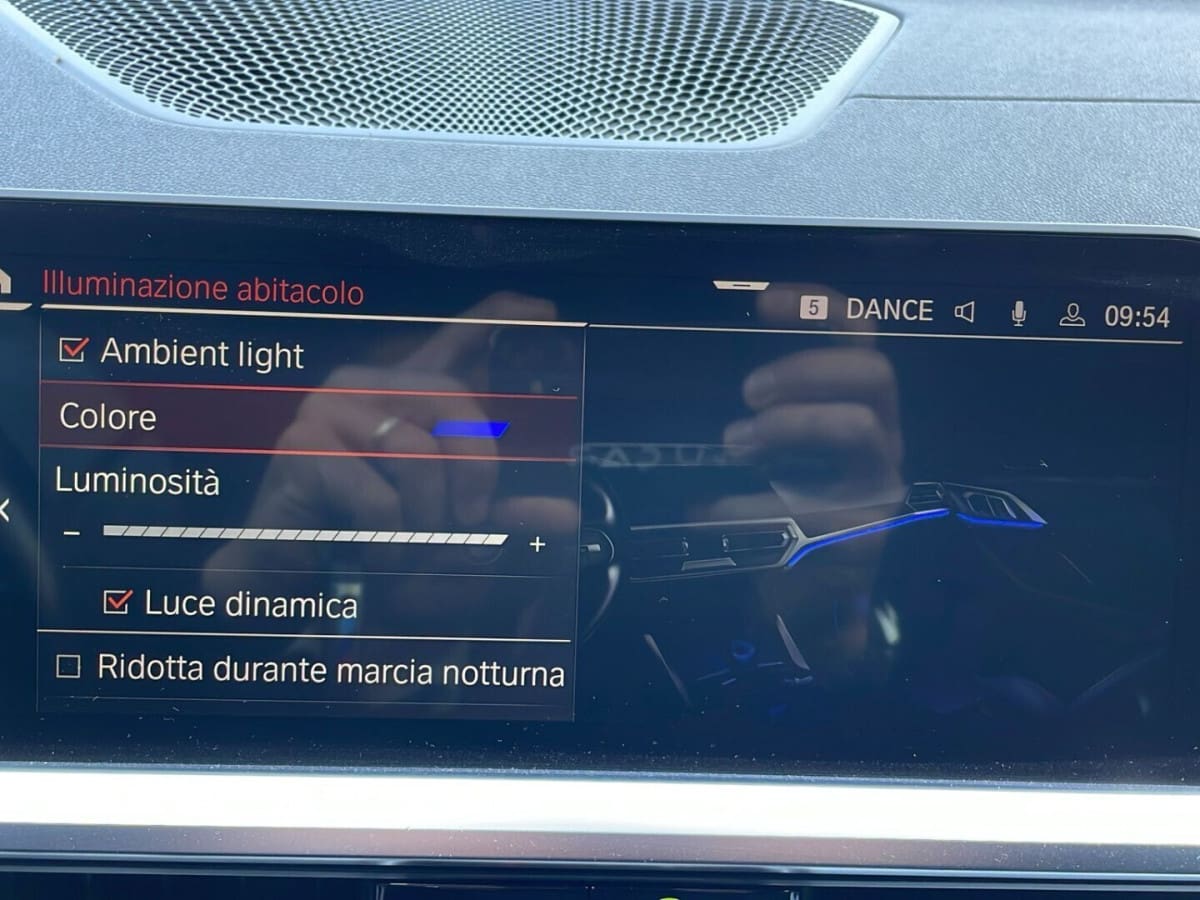 Illuminazione abitacolo
5 DANCE 09:54
Ambient light
Colore
Luminosità
- +
Luce dinamica
Ridotta durante marcia notturna